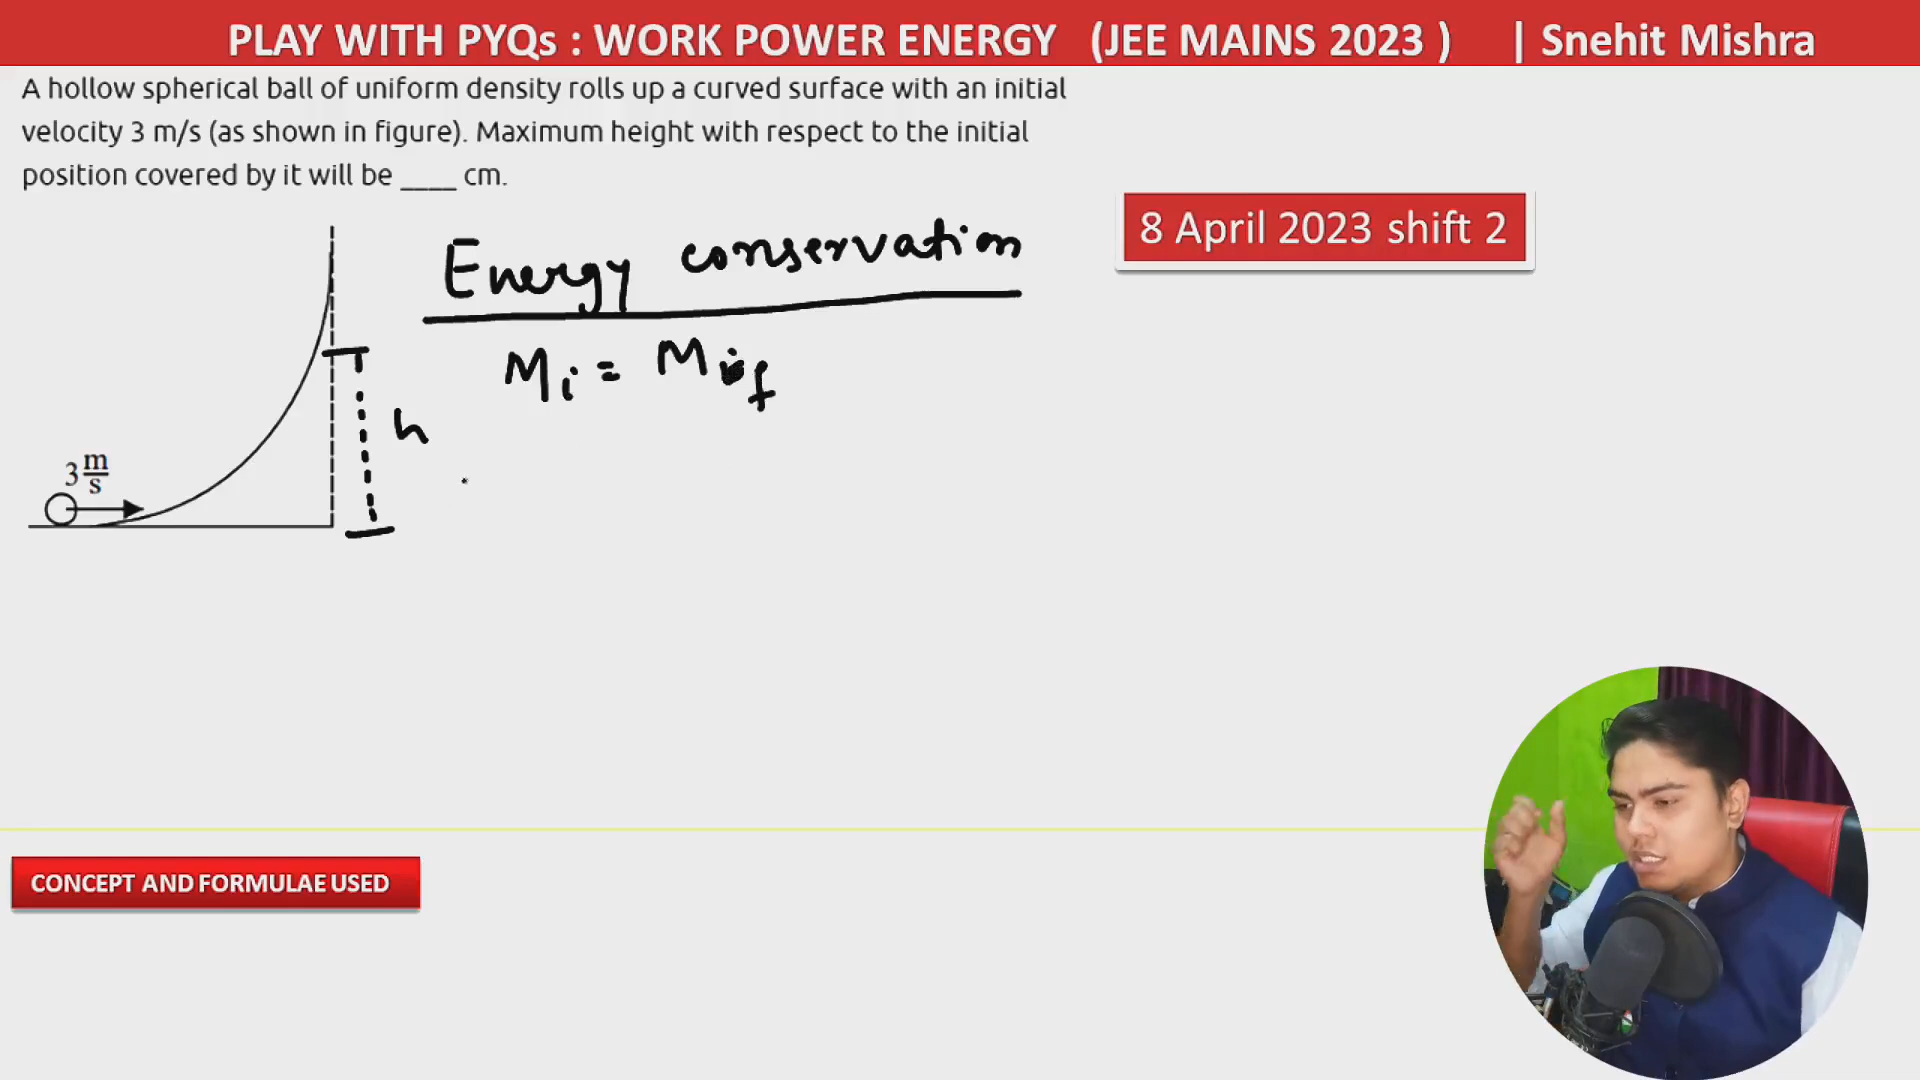 PLAY WITH PYQs : WORK POWER ENERGY (JEE MAINS 2023 ) | Snehit Mishra
A hollow spherical ball of uniform density rolls up a curved surface with an initial
velocity 3 m/s (as shown in figure). Maximum height with respect to the initial
position covered by it will be ____ cm.
8 April 2023 shift 2
Energy conservation
Mi = Mf
h
3 m/s
CONCEPT AND FORMULAE USED